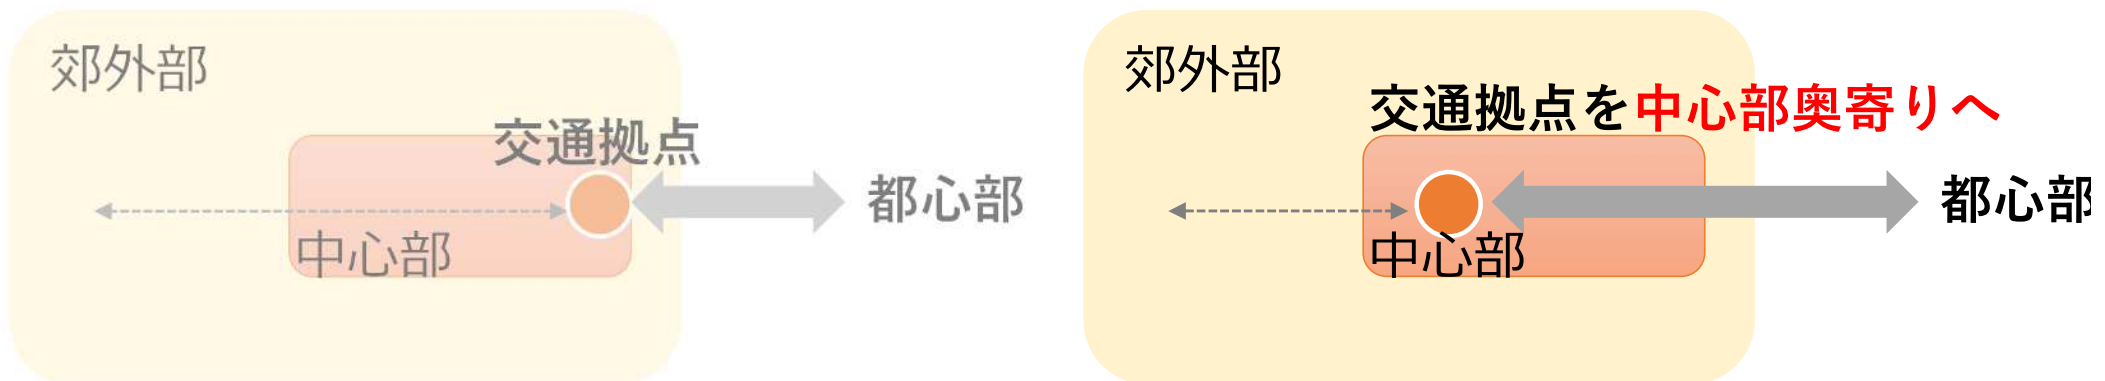 郊外部
交通拠点
都心部
中心部
郊外部
交通拠点を中心部奥寄りへ
都心部
中心部